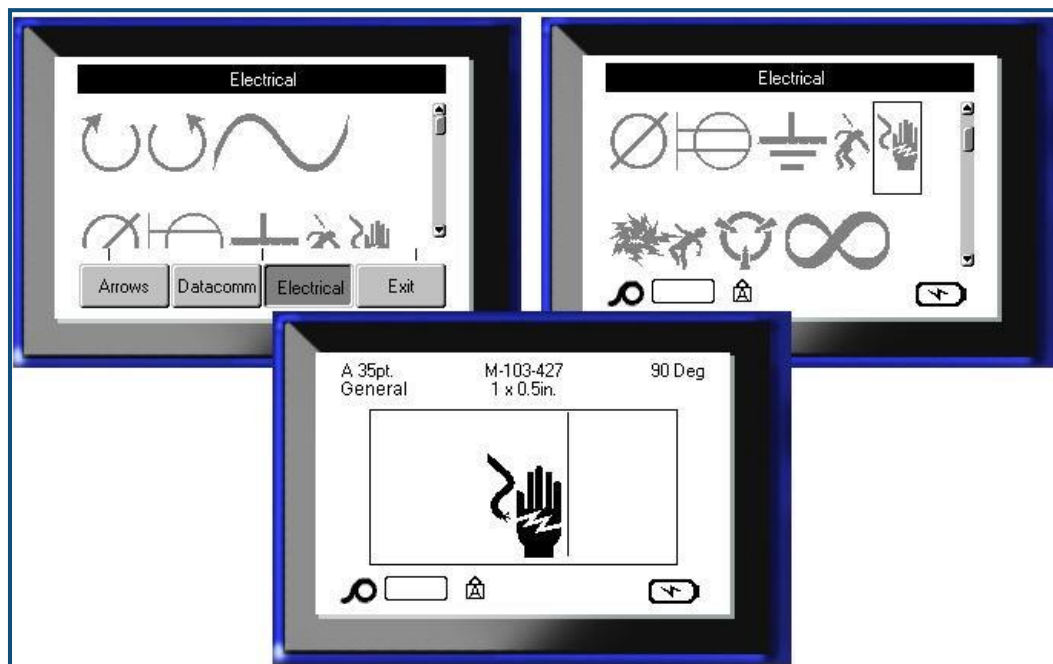 Electrical
Arrows
Datacomm
Electrical
Exit
Electrical
A
A 35pt.
M-103-427
90 Deg
General
1 x 0.5in.
A